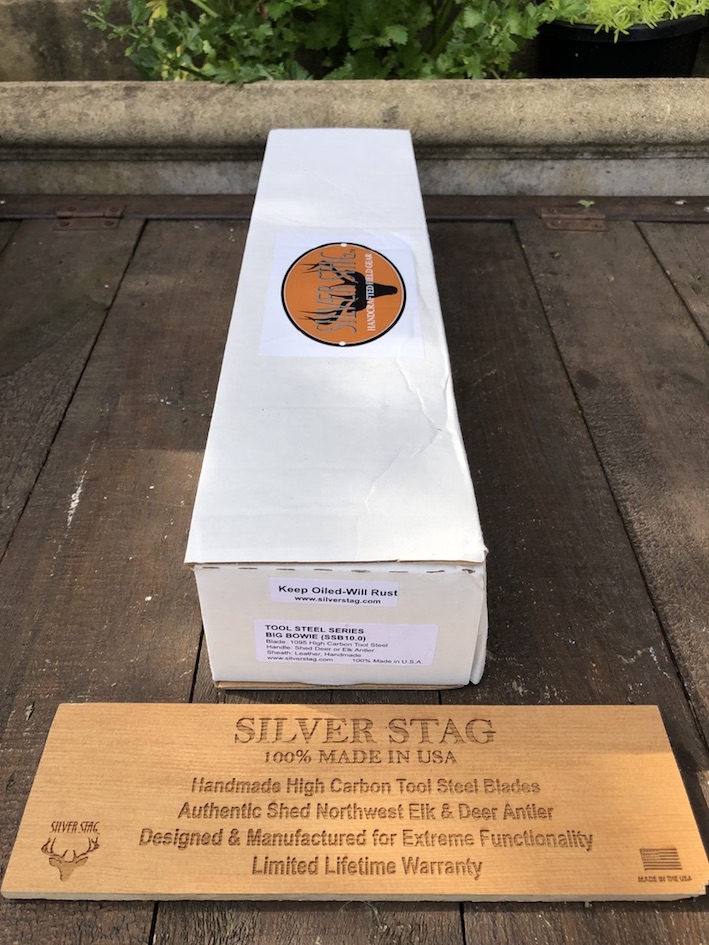 SILVER STAG
HANDCRAFTED FIELD GEAR
Keep Oiled-Will Rust
www.silverstag.com
TOOL STEEL SERIES
BIG BOWIE (SSB10.0)
Blade: 1095 High Carbon Tool Steel
Handle: Shed Deer or Elk Antler
Sheath: Leather, Handmade
www.silverstag.com 100% Made in U.S.A.
SILVER STAG
100% MADE IN USA
Handmade High Carbon Tool Steel Blades
Authentic Shed Northwest Elk & Deer Antler
Designed & Manufactured for Extreme Functionality
Limited Lifetime Warranty
SILVER STAG
MADE IN THE USA